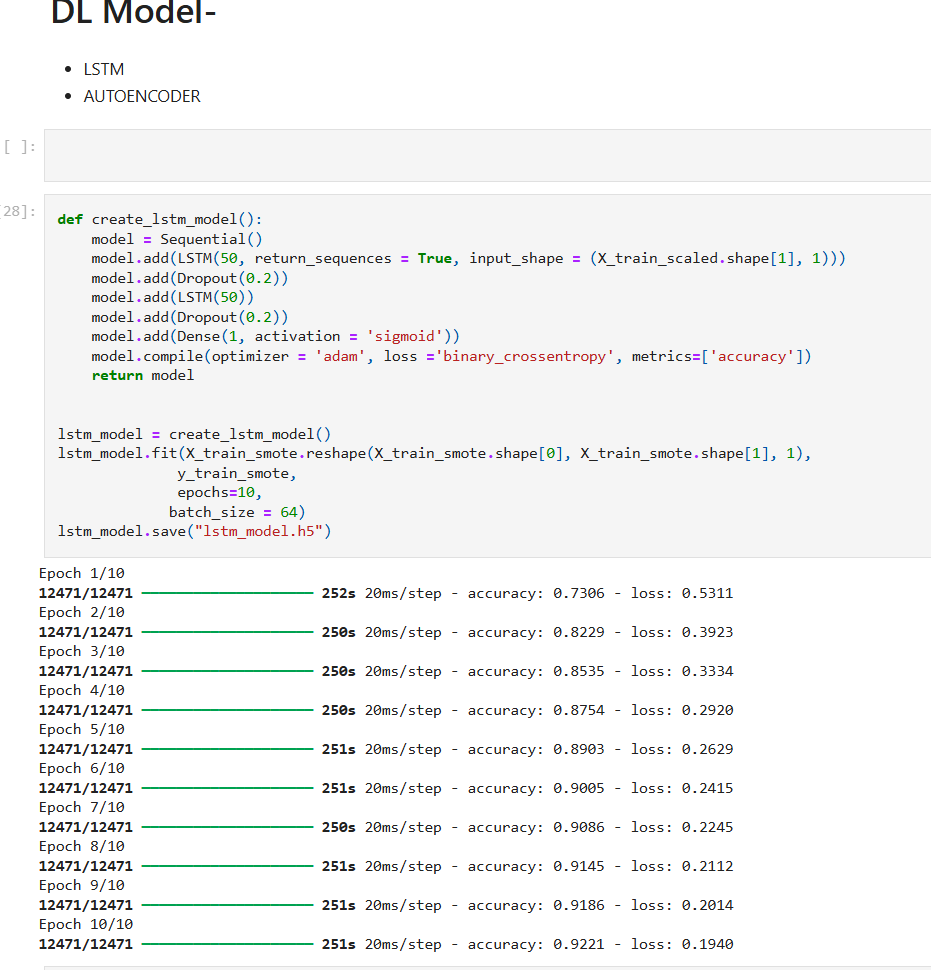 DL Model-
• LSTM
• AUTOENCODER
[ ]:
[28]:
def create_lstm_model():
    model = Sequential()
    model.add(LSTM(50, return_sequences = True, input_shape = (X_train_scaled.shape[1], 1)))
    model.add(Dropout(0.2))
    model.add(LSTM(50))
    model.add(Dropout(0.2))
    model.add(Dense(1, activation = 'sigmoid'))
    model.compile(optimizer = 'adam', loss ='binary_crossentropy', metrics=['accuracy'])
    return model
lstm_model = create_lstm_model()
lstm_model.fit(X_train_smote.reshape(X_train_smote.shape[0], X_train_smote.shape[1], 1),
              y_train_smote,
              epochs=10,
             batch_size = 64)
lstm_model.save("lstm_model.h5")
Epoch 1/10
12471/12471 ━━━━━━━━━━━━━━━━━━━━ 252s 20ms/step - accuracy: 0.7306 - loss: 0.5311
Epoch 2/10
12471/12471 ━━━━━━━━━━━━━━━━━━━━ 250s 20ms/step - accuracy: 0.8229 - loss: 0.3923
Epoch 3/10
12471/12471 ━━━━━━━━━━━━━━━━━━━━ 250s 20ms/step - accuracy: 0.8535 - loss: 0.3334
Epoch 4/10
12471/12471 ━━━━━━━━━━━━━━━━━━━━ 250s 20ms/step - accuracy: 0.8754 - loss: 0.2920
Epoch 5/10
12471/12471 ━━━━━━━━━━━━━━━━━━━━ 251s 20ms/step - accuracy: 0.8903 - loss: 0.2629
Epoch 6/10
12471/12471 ━━━━━━━━━━━━━━━━━━━━ 251s 20ms/step - accuracy: 0.9005 - loss: 0.2415
Epoch 7/10
12471/12471 ━━━━━━━━━━━━━━━━━━━━ 250s 20ms/step - accuracy: 0.9086 - loss: 0.2245
Epoch 8/10
12471/12471 ━━━━━━━━━━━━━━━━━━━━ 251s 20ms/step - accuracy: 0.9145 - loss: 0.2112
Epoch 9/10
12471/12471 ━━━━━━━━━━━━━━━━━━━━ 251s 20ms/step - accuracy: 0.9186 - loss: 0.2014
Epoch 10/10
12471/12471 ━━━━━━━━━━━━━━━━━━━━ 251s 20ms/step - accuracy: 0.9221 - loss: 0.1940